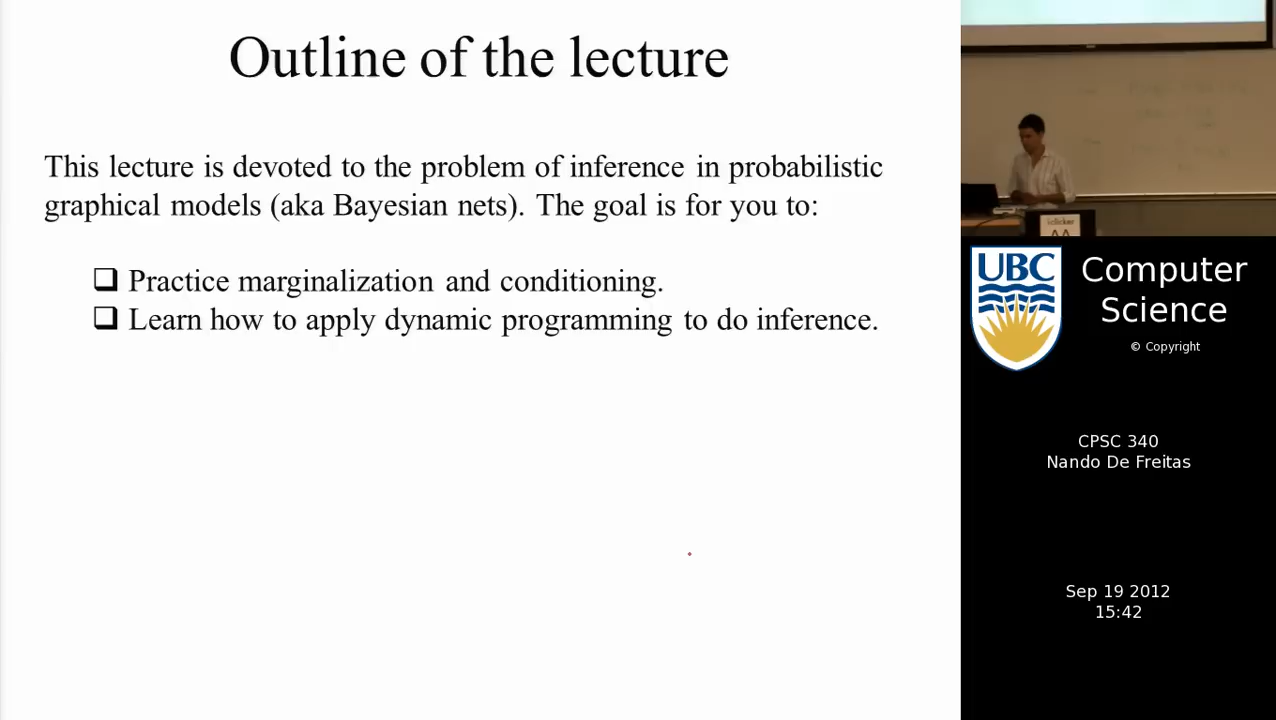 Outline of the lecture
This lecture is devoted to the problem of inference in probabilistic
graphical models (aka Bayesian nets). The goal is for you to:
❑ Practice marginalization and conditioning.
❑ Learn how to apply dynamic programming to do inference.
iclicker
AA
UBC
Computer
Science
© Copyright
CPSC 340
Nando De Freitas
Sep 19 2012
15:42